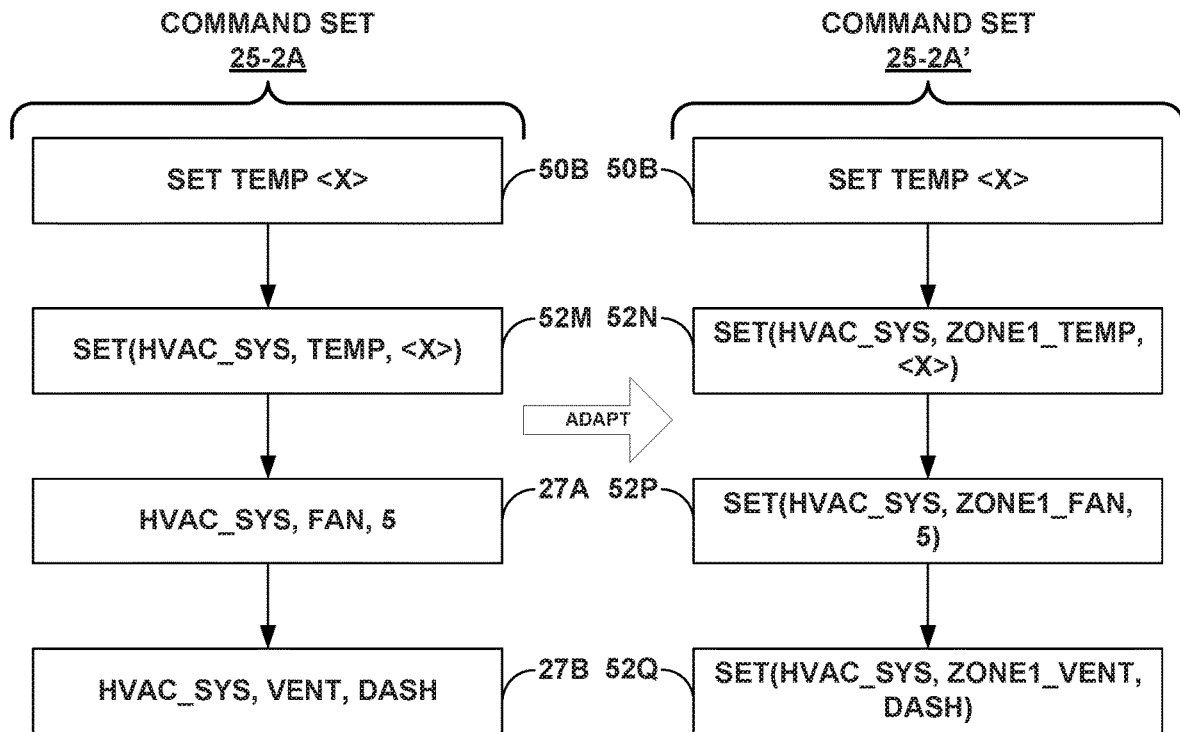 COMMAND SET
25-2A
COMMAND SET
25-2A’
SET TEMP <X>
50B
50B
SET TEMP <X>
SET(HVAC_SYS, TEMP, <X>)
52M
52N
SET(HVAC_SYS, ZONE1_TEMP,
<X>)
ADAPT
HVAC_SYS, FAN, 5
27A
52P
SET(HVAC_SYS, ZONE1_FAN,
5)
HVAC_SYS, VENT, DASH
27B
52Q
SET(HVAC_SYS, ZONE1_VENT,
DASH)